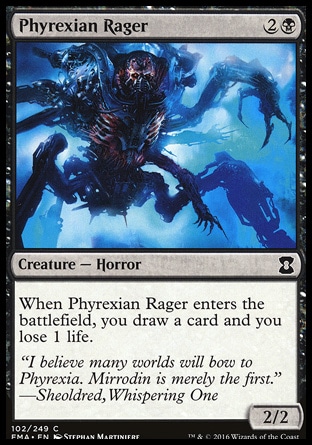 Phyrexian Rager 2
Creature — Horror
When Phyrexian Rager enters the
battlefield, you draw a card and you
lose 1 life.
“I believe many worlds will bow to
Phyrexia. Mirrodin is merely the first.”
—Sheoldred, Whispering One
2/2
102/249 C
EMA • EN Stephan Martiniere
™ & © 2016 Wizards of the Coast